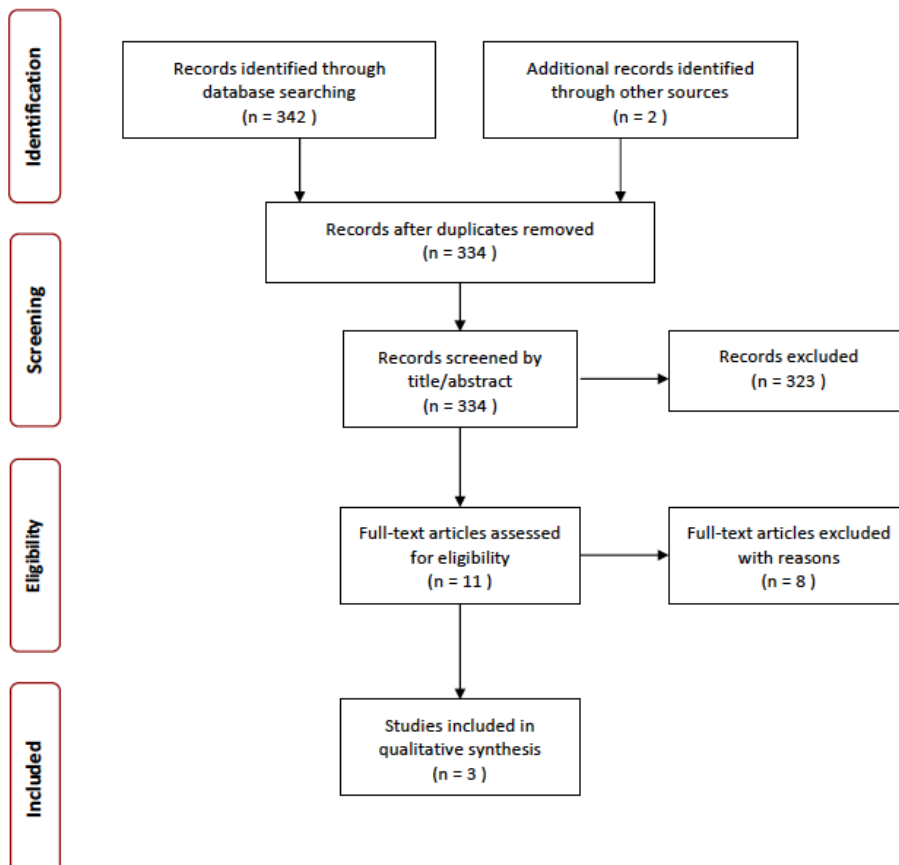 Identification
Records identified through
database searching
(n = 342 )
Additional records identified
through other sources
(n = 2 )
Records after duplicates removed
(n = 334 )
Screening
Records screened by
title/abstract
(n = 334 )
Records excluded
(n = 323 )
Eligibility
Full-text articles assessed
for eligibility
(n = 11 )
Full-text articles excluded
with reasons
(n = 8 )
Included
Studies included in
qualitative synthesis
(n = 3 )